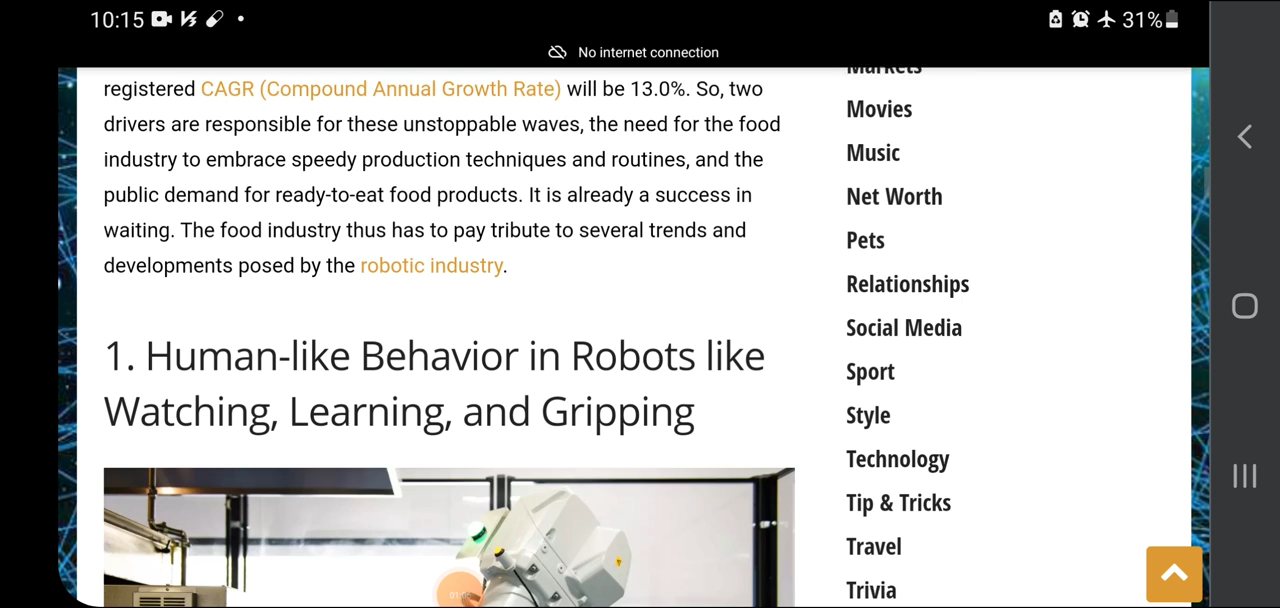 10:15
31%
No internet connection
registered CAGR (Compound Annual Growth Rate) will be 13.0%. So, two
drivers are responsible for these unstoppable waves, the need for the food
industry to embrace speedy production techniques and routines, and the
public demand for ready-to-eat food products. It is already a success in
waiting. The food industry thus has to pay tribute to several trends and
developments posed by the robotic industry.
1. Human-like Behavior in Robots like
Watching, Learning, and Gripping
Markets
Movies
Music
Net Worth
Pets
Relationships
Social Media
Sport
Style
Technology
Tip & Tricks
Travel
Trivia